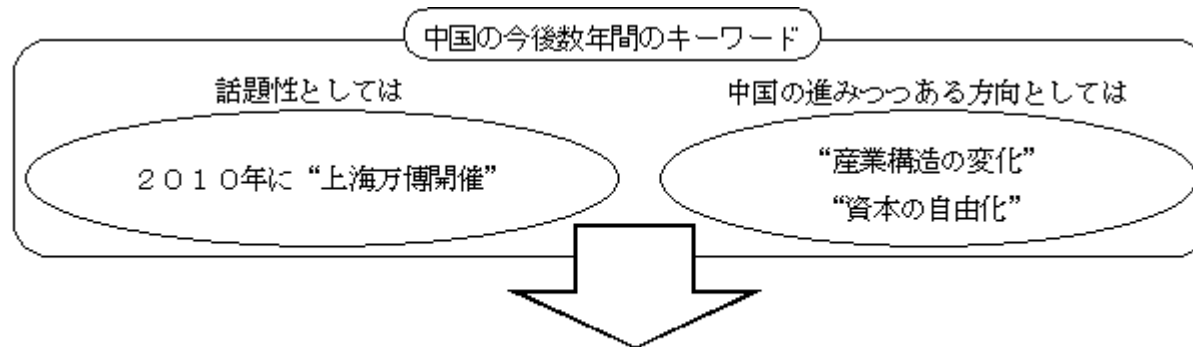 中国の今後数年間のキーワード
話題性としては
２０１０年に“上海万博開催”
中国の進みつつある方向としては
“産業構造の変化”
“資本の自由化”